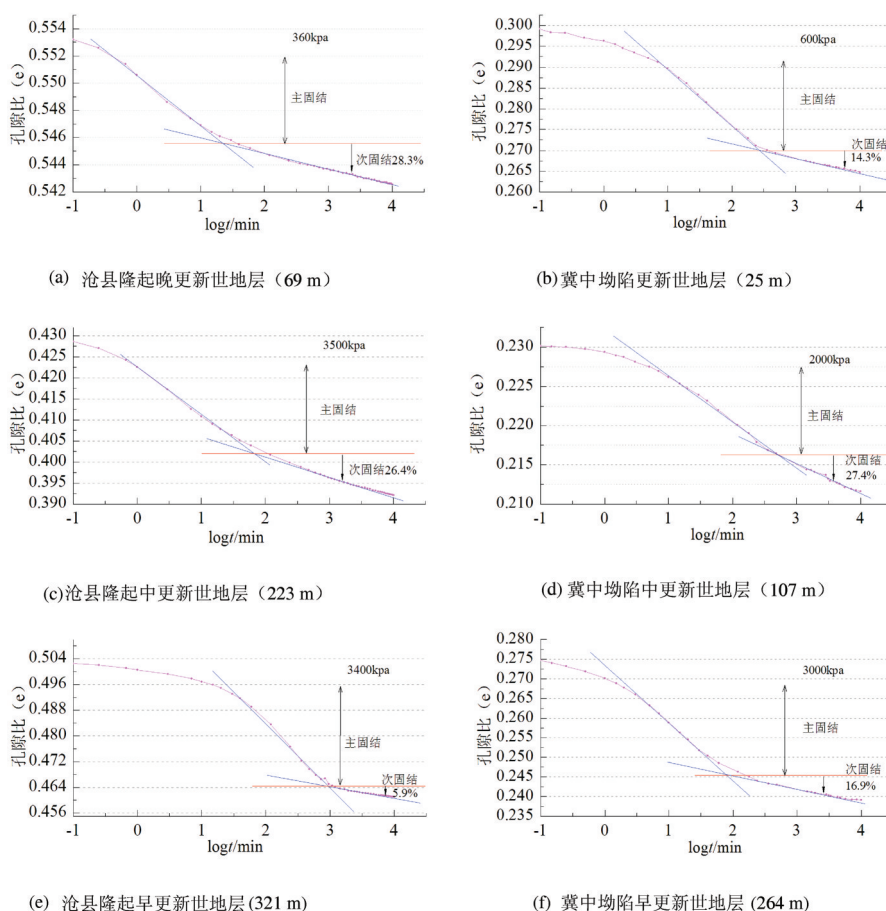 360kpa
主固结
次固结28.3%
孔隙比（e）
0.554
0.552
0.550
0.548
0.546
0.544
0.542
-1 0 1 2 3 4
logt/min
(a) 沧县隆起晚更新世地层（69 m）
600kpa
主固结
次固结
14.3%
孔隙比（e）
0.300
0.295
0.290
0.285
0.280
0.275
0.270
0.265
0.260
-1 0 1 2 3 4
logt/min
(b) 冀中坳陷更新世地层（25 m）
3500kpa
主固结
次固结26.4%
孔隙比（e）
0.430
0.425
0.420
0.415
0.410
0.405
0.400
0.395
0.390
-1 0 1 2 3 4
logt/min
(c)沧县隆起中更新世地层（223 m）
2000kpa
主固结
次固结
27.4%
孔隙比（e）
0.230
0.225
0.220
0.215
0.210
-1 0 1 2 3 4
logt/min
(d) 冀中坳陷中更新世地层（107 m）
3400kpa
主固结
次固结
5.9%
孔隙比（e）
0.504
0.496
0.488
0.480
0.472
0.464
0.456
-1 0 1 2 3 4
logt/min
(e) 沧县隆起早更新世地层(321 m)
3000kpa
主固结
次固结
16.9%
孔隙比（e）
0.280
0.275
0.270
0.265
0.260
0.255
0.250
0.245
0.240
0.235
-1 0 1 2 3 4
logt/min
(f) 冀中坳陷早更新世地层 (264 m)